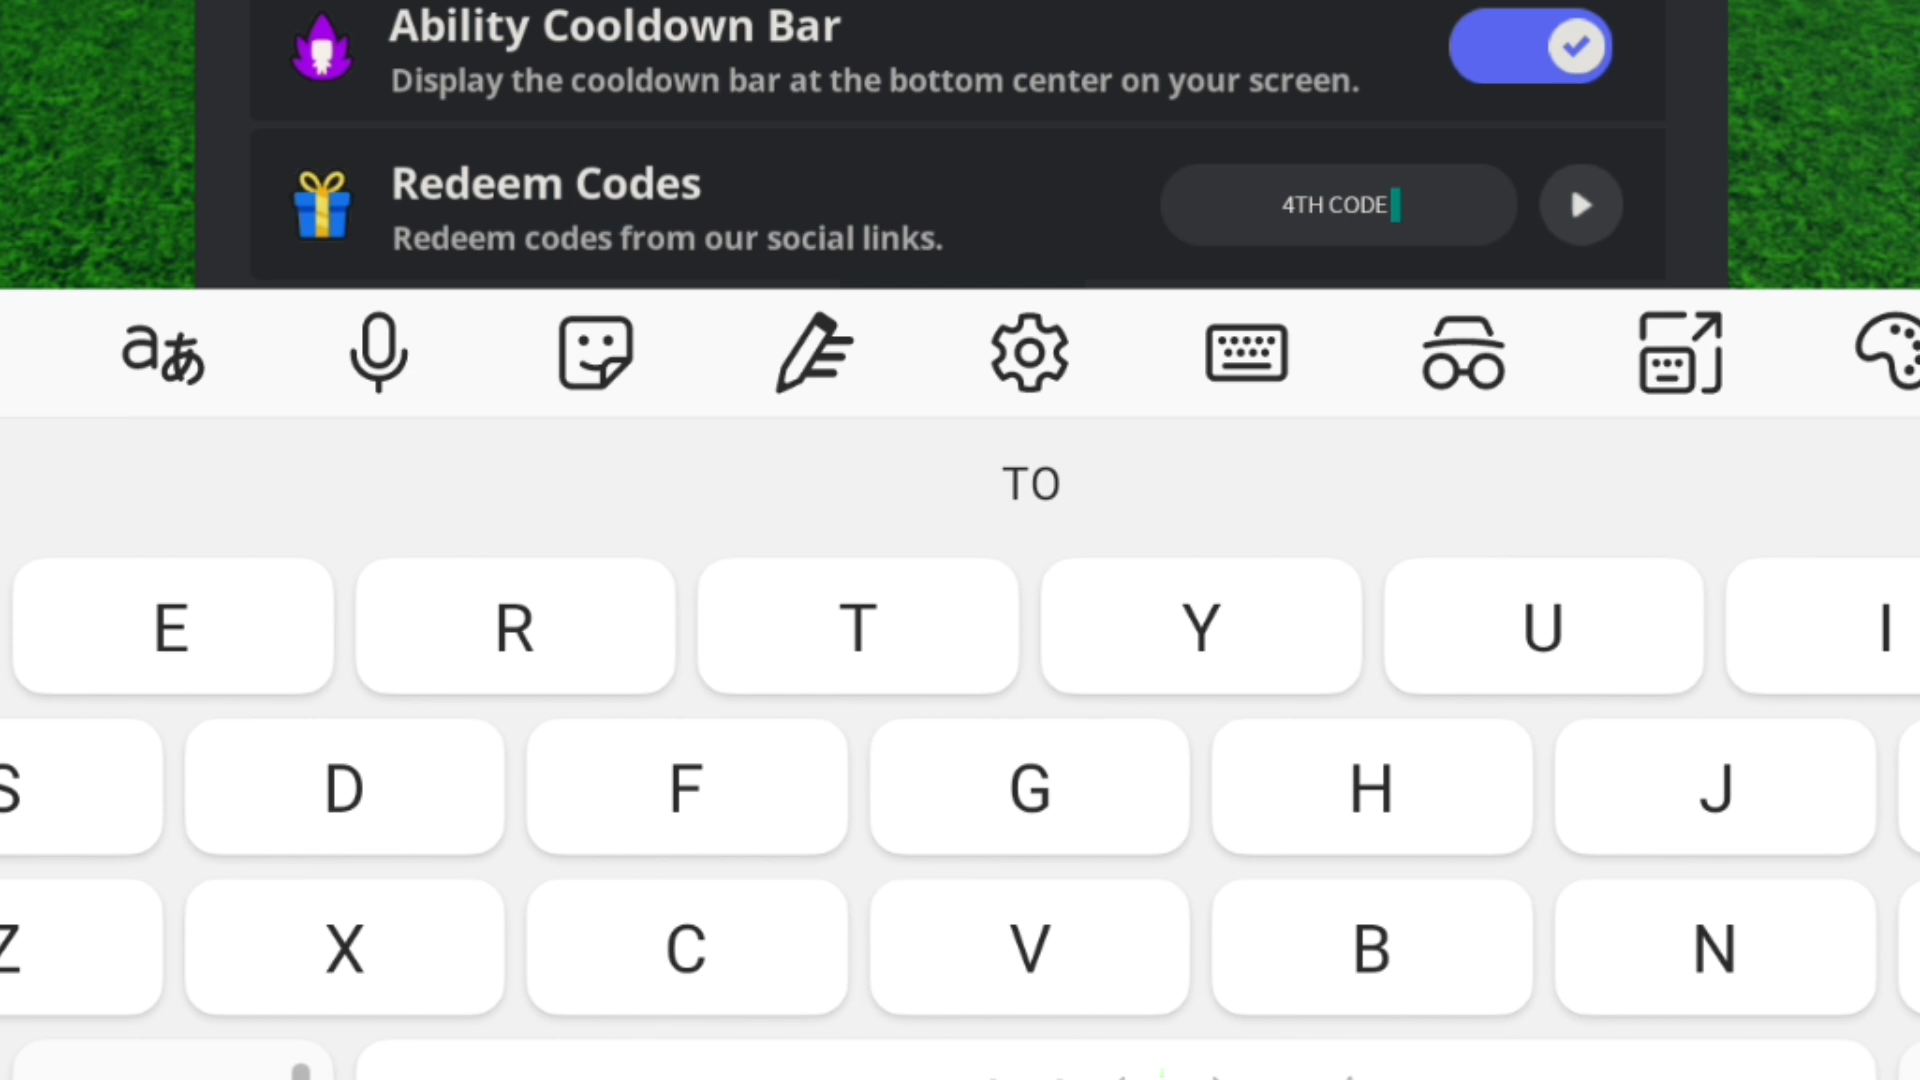 Ability Cooldown Bar
Display the cooldown bar at the bottom center on your screen.
Redeem Codes
4TH CODE
Redeem codes from our social links.
aあ
TO
E R T Y U I
S D F G H J
Z X C V B N